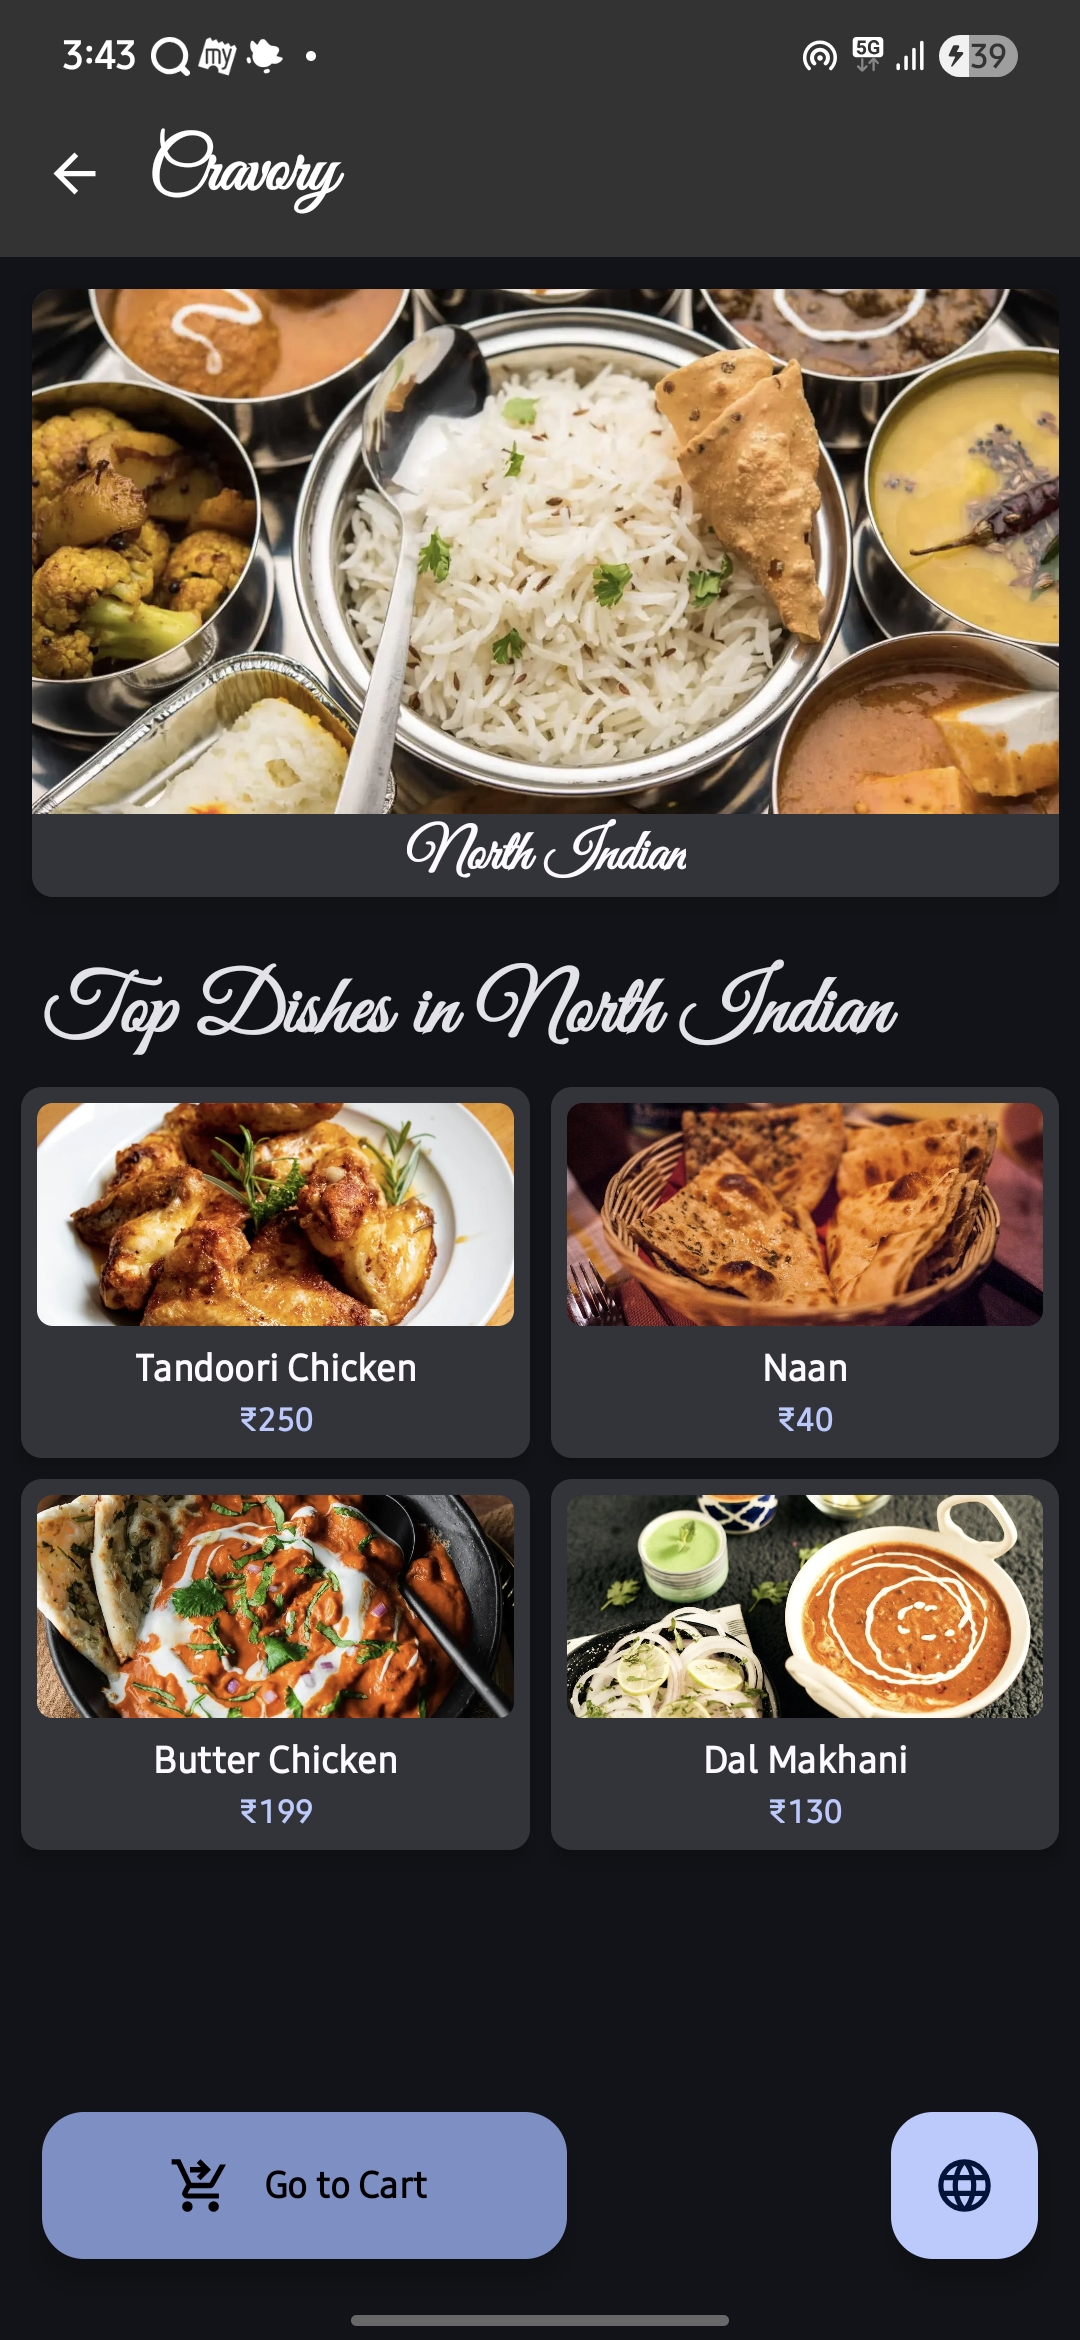 3:43 my 5G 39
Cravory
North Indian
Top Dishes in North Indian
Tandoori Chicken
₹250
Naan
₹40
Butter Chicken
₹199
Dal Makhani
₹130
Go to Cart